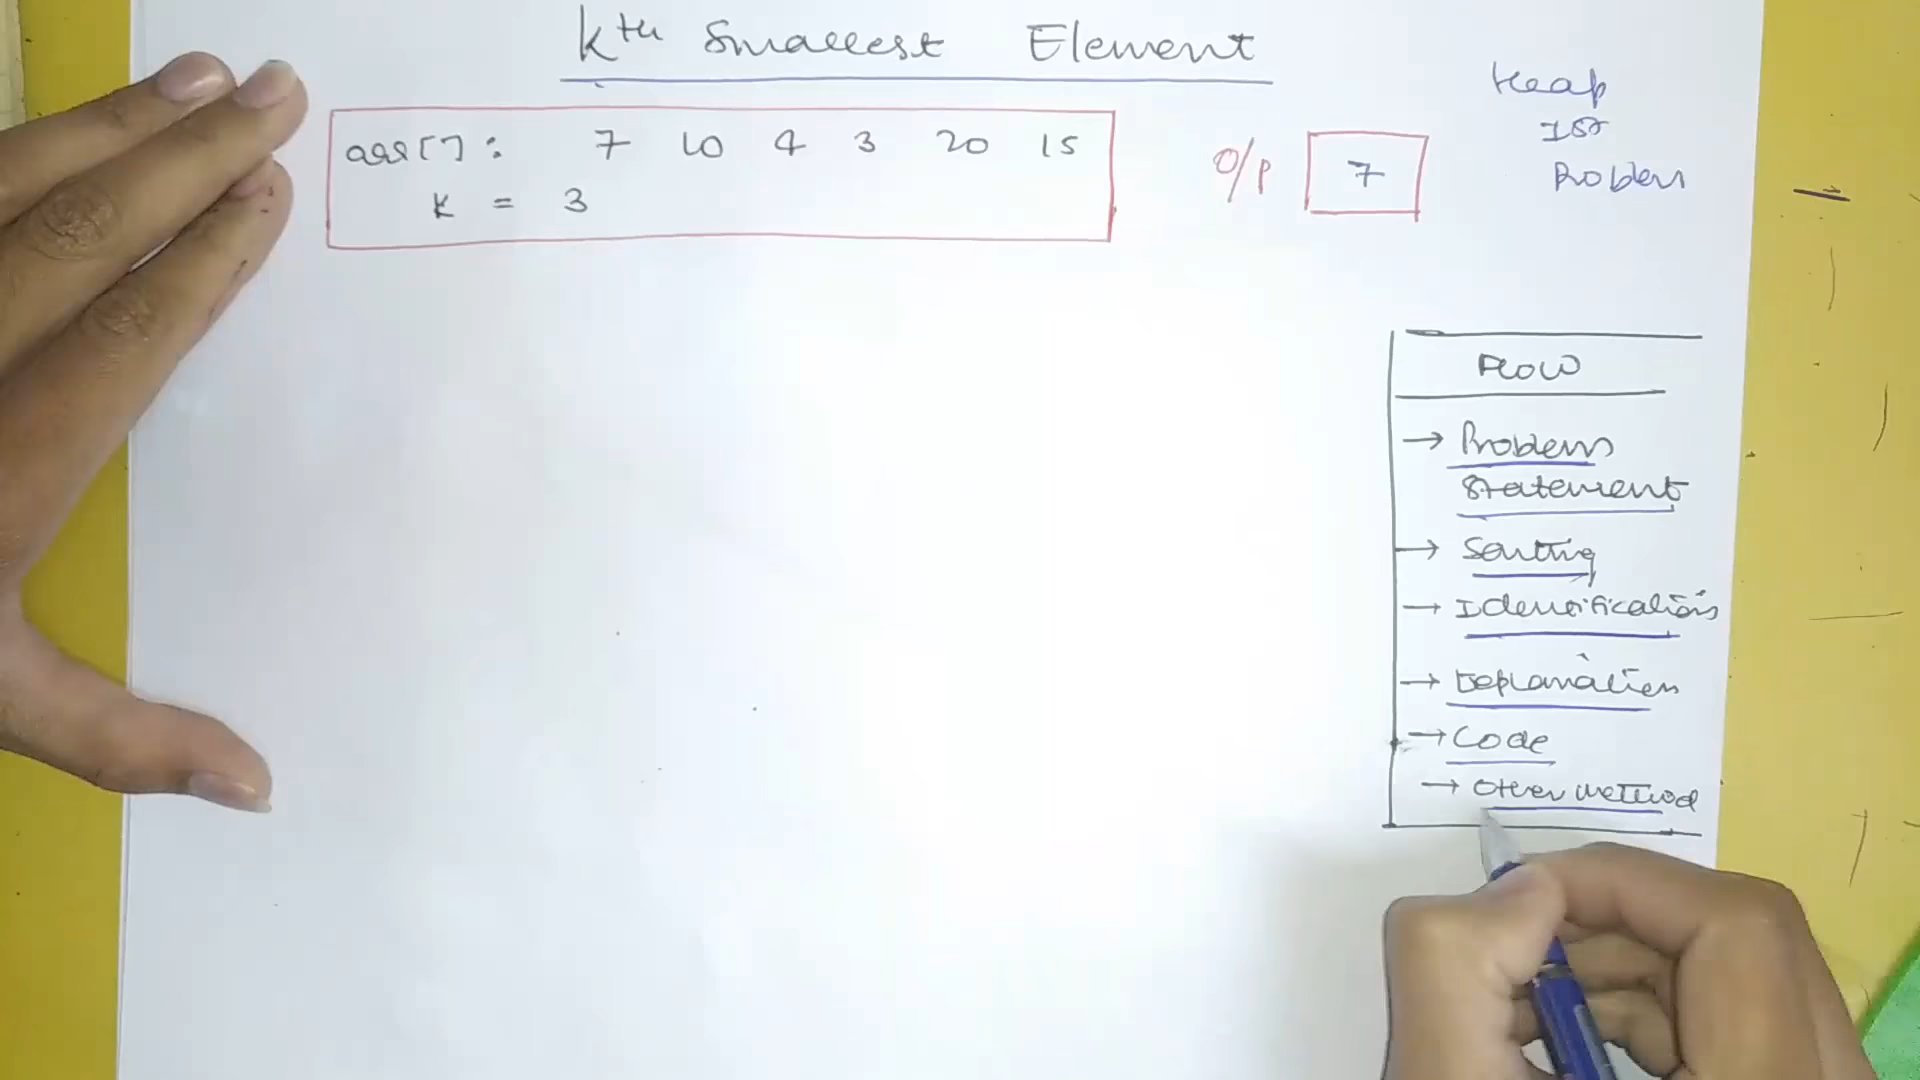 kth Smallest Element
Heap
1st
Problem
arr[] : 7 10 4 3 20 15
k = 3
O/P 7
Flow
→ Problem
Statement
→ Sorting
→ Identification
→ Explanation
→ Code
→ Other method